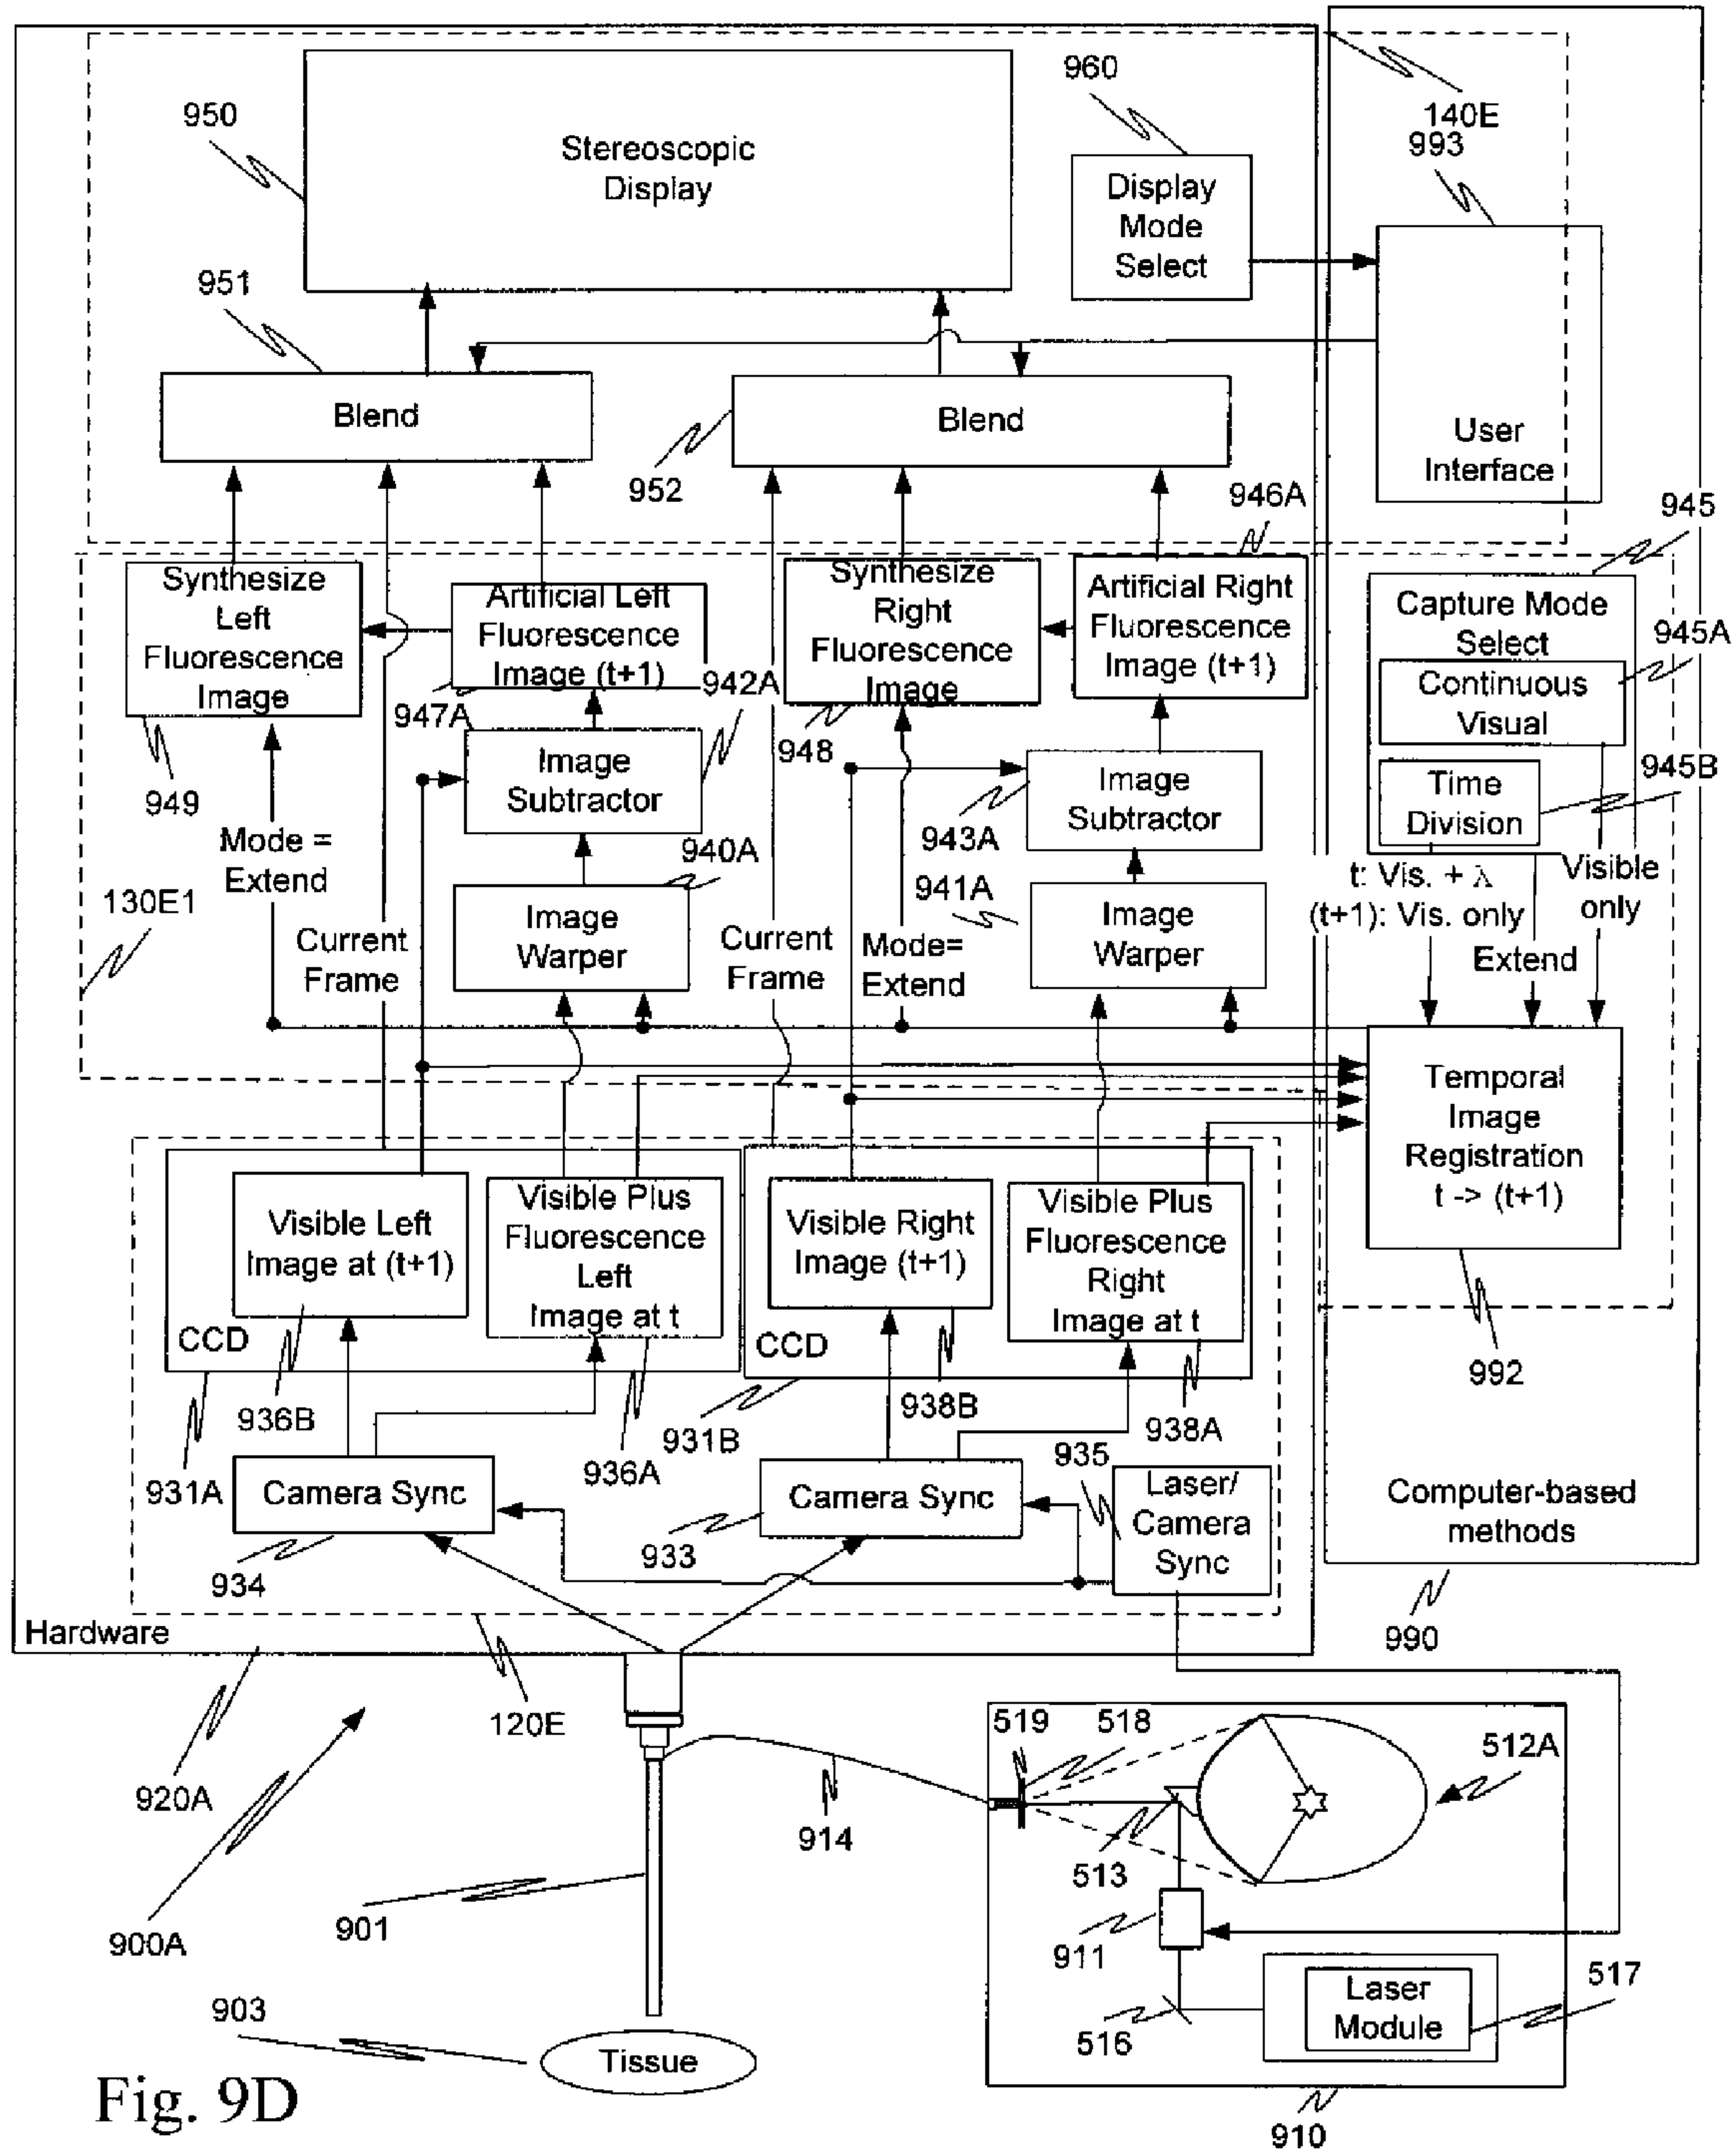 140E
960
993
950
Stereoscopic
Display
Display
Mode
Select
951
Blend
Blend
User
Interface
952
946A
945
Synthesize
Left
Fluorescence
Image
Artificial Left
Fluorescence
Image (t+1)
Synthesize
Right
Fluorescence
Image
Artificial Right
Fluorescence
Image (t+1)
Capture Mode
Select
945A
Continuous
Visual
942A
947A
948
949
Image
Subtractor
Image
Subtractor
945B
Time
Division
943A
940A
Mode =
Extend
941A
t: Vis. + λ
(t+1): Vis. only
Visible
only
Extend
130E1
Current
Frame
Image
Warper
Current
Frame
Mode=
Extend
Image
Warper
Temporal
Image
Registration
t -> (t+1)
Visible Left
Image at (t+1)
Visible Plus
Fluorescence
Left
Image at t
Visible Right
Image (t+1)
Visible Plus
Fluorescence
Right
Image at t
CCD
CCD
992
936B
938B
931B
938A
935
936A
931A
Camera Sync
Camera Sync
Laser/
Camera
Sync
Computer-based
methods
934
933
Hardware
990
120E
920A
519
518
512A
914
513
901
900A
911
517
Laser
Module
903
516
Tissue
Fig. 9D
910